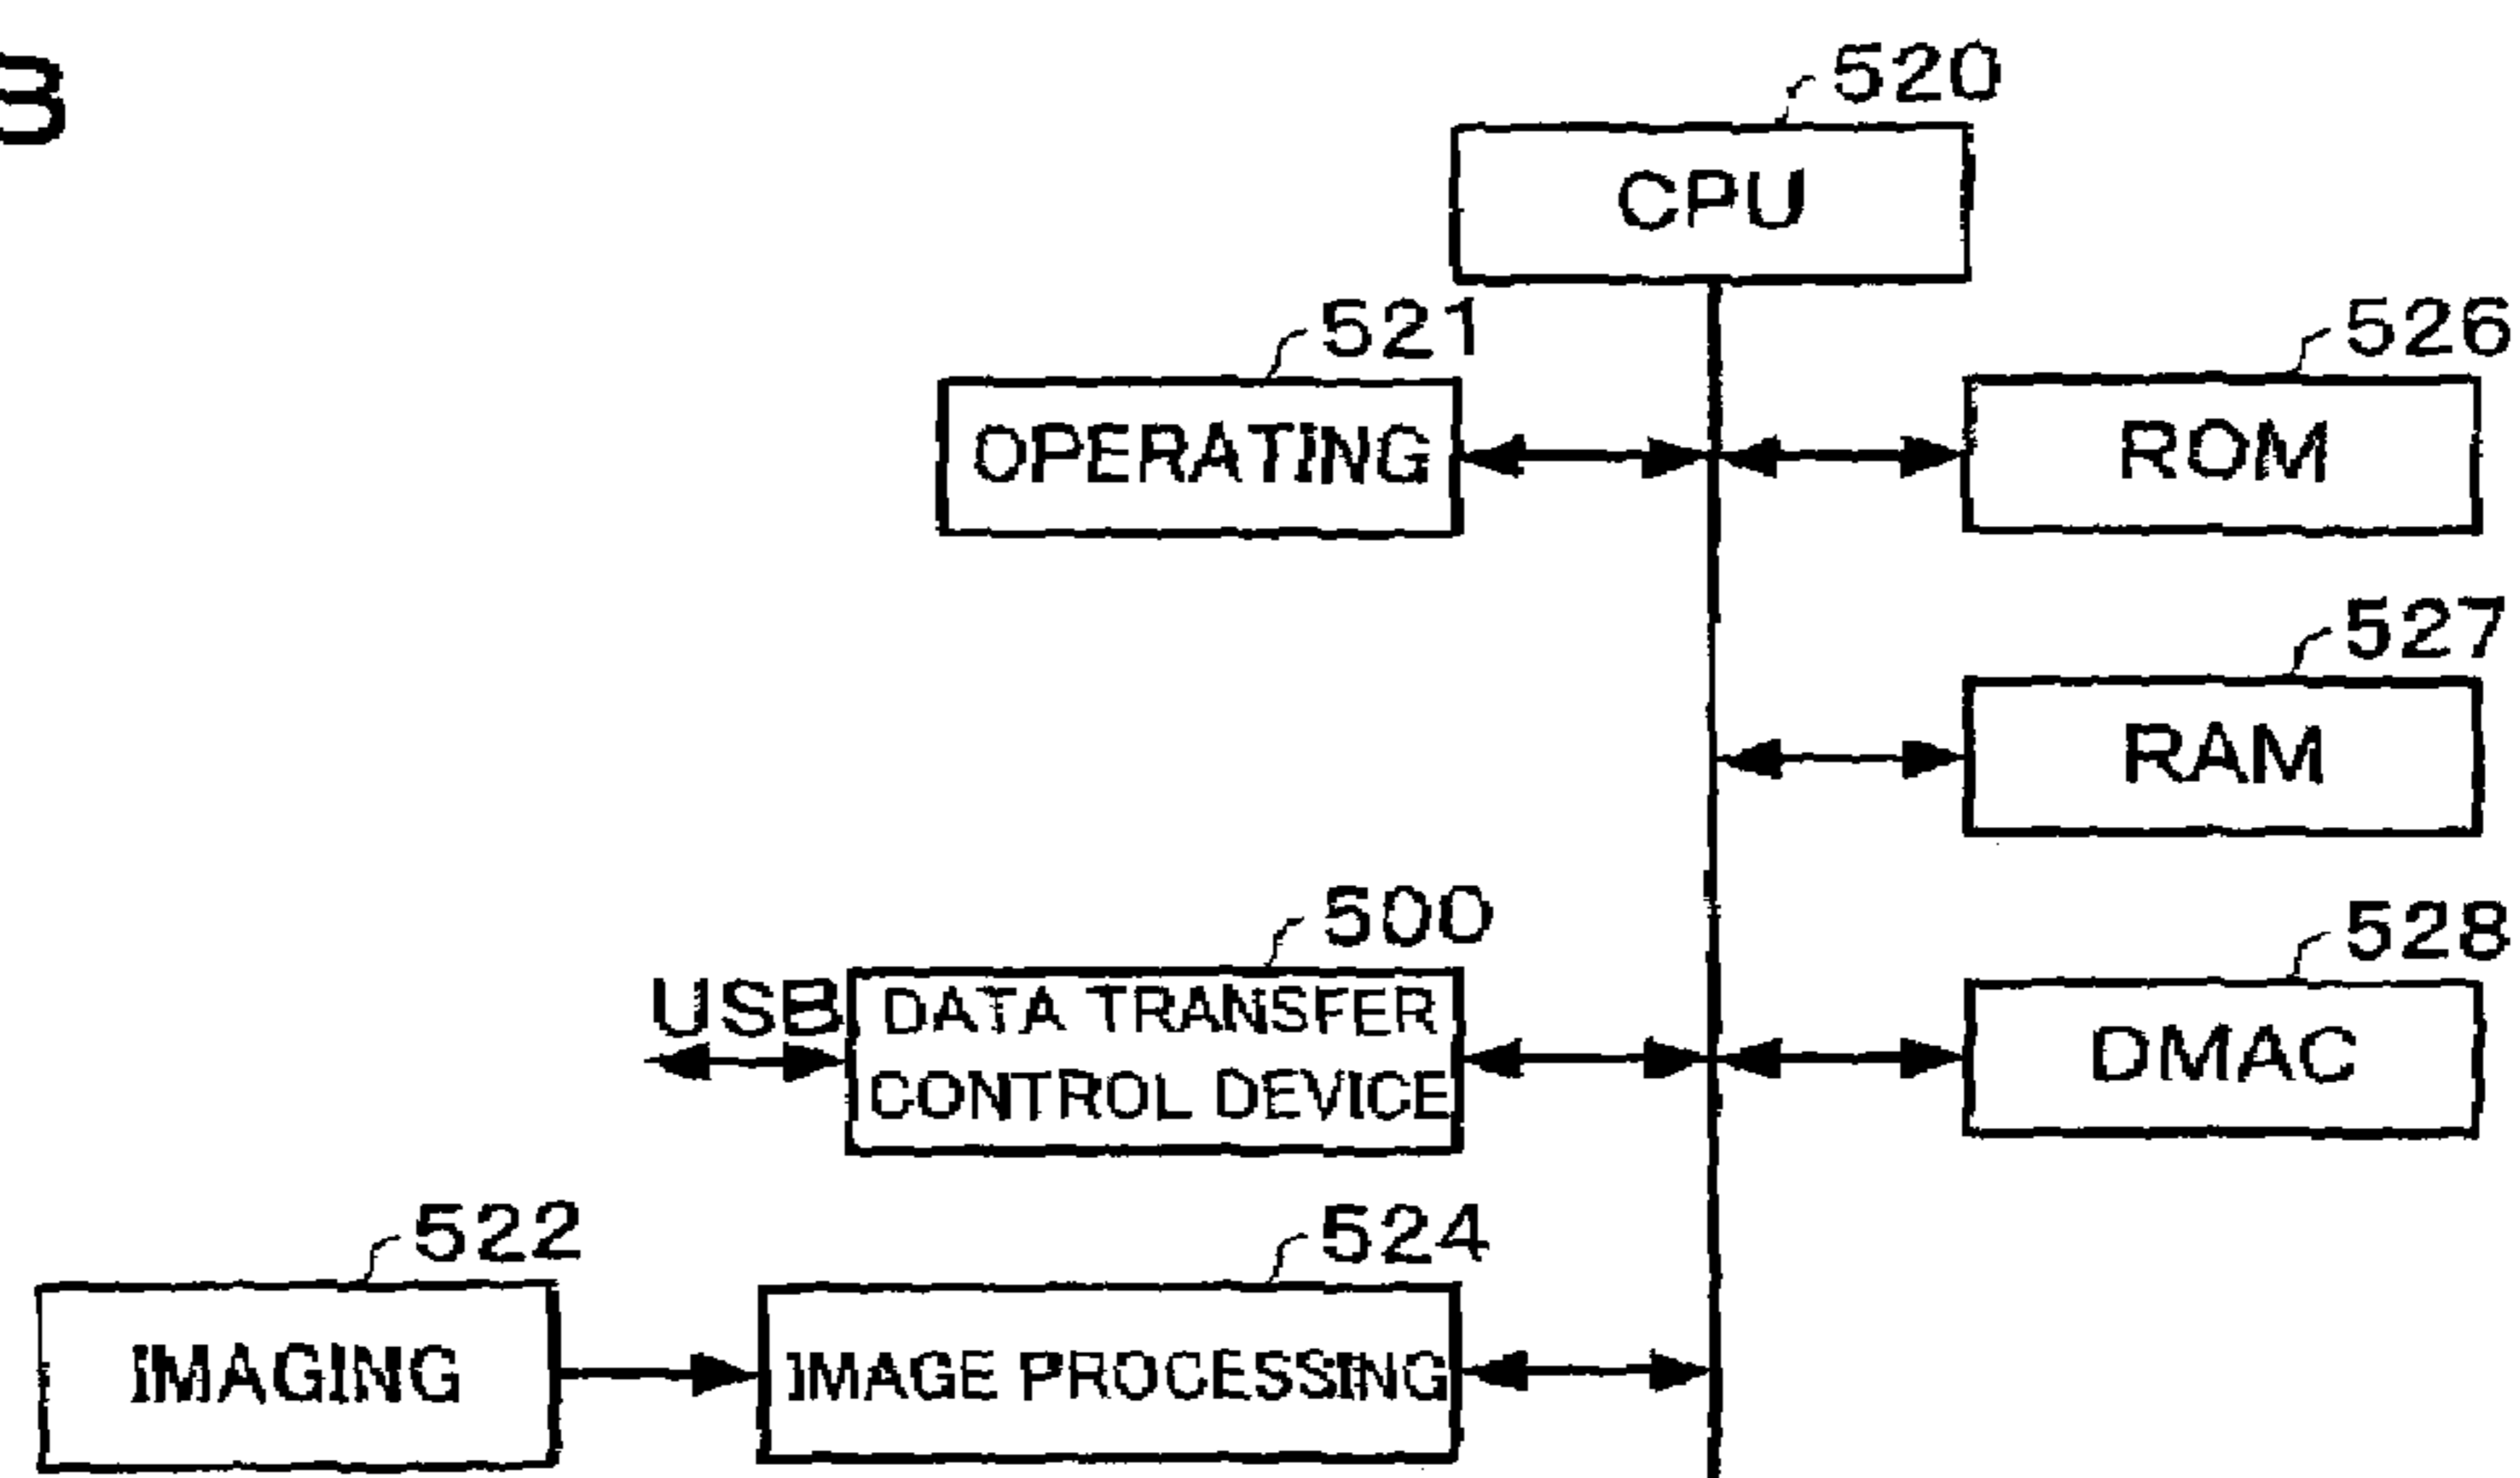 B
520
CPU
521
526
OPERATING
ROM
527
RAM
500
528
USB
DATA TRANSFER
CONTROL DEVICE
DMAC
522
524
IMAGING
IMAGE PROCESSING